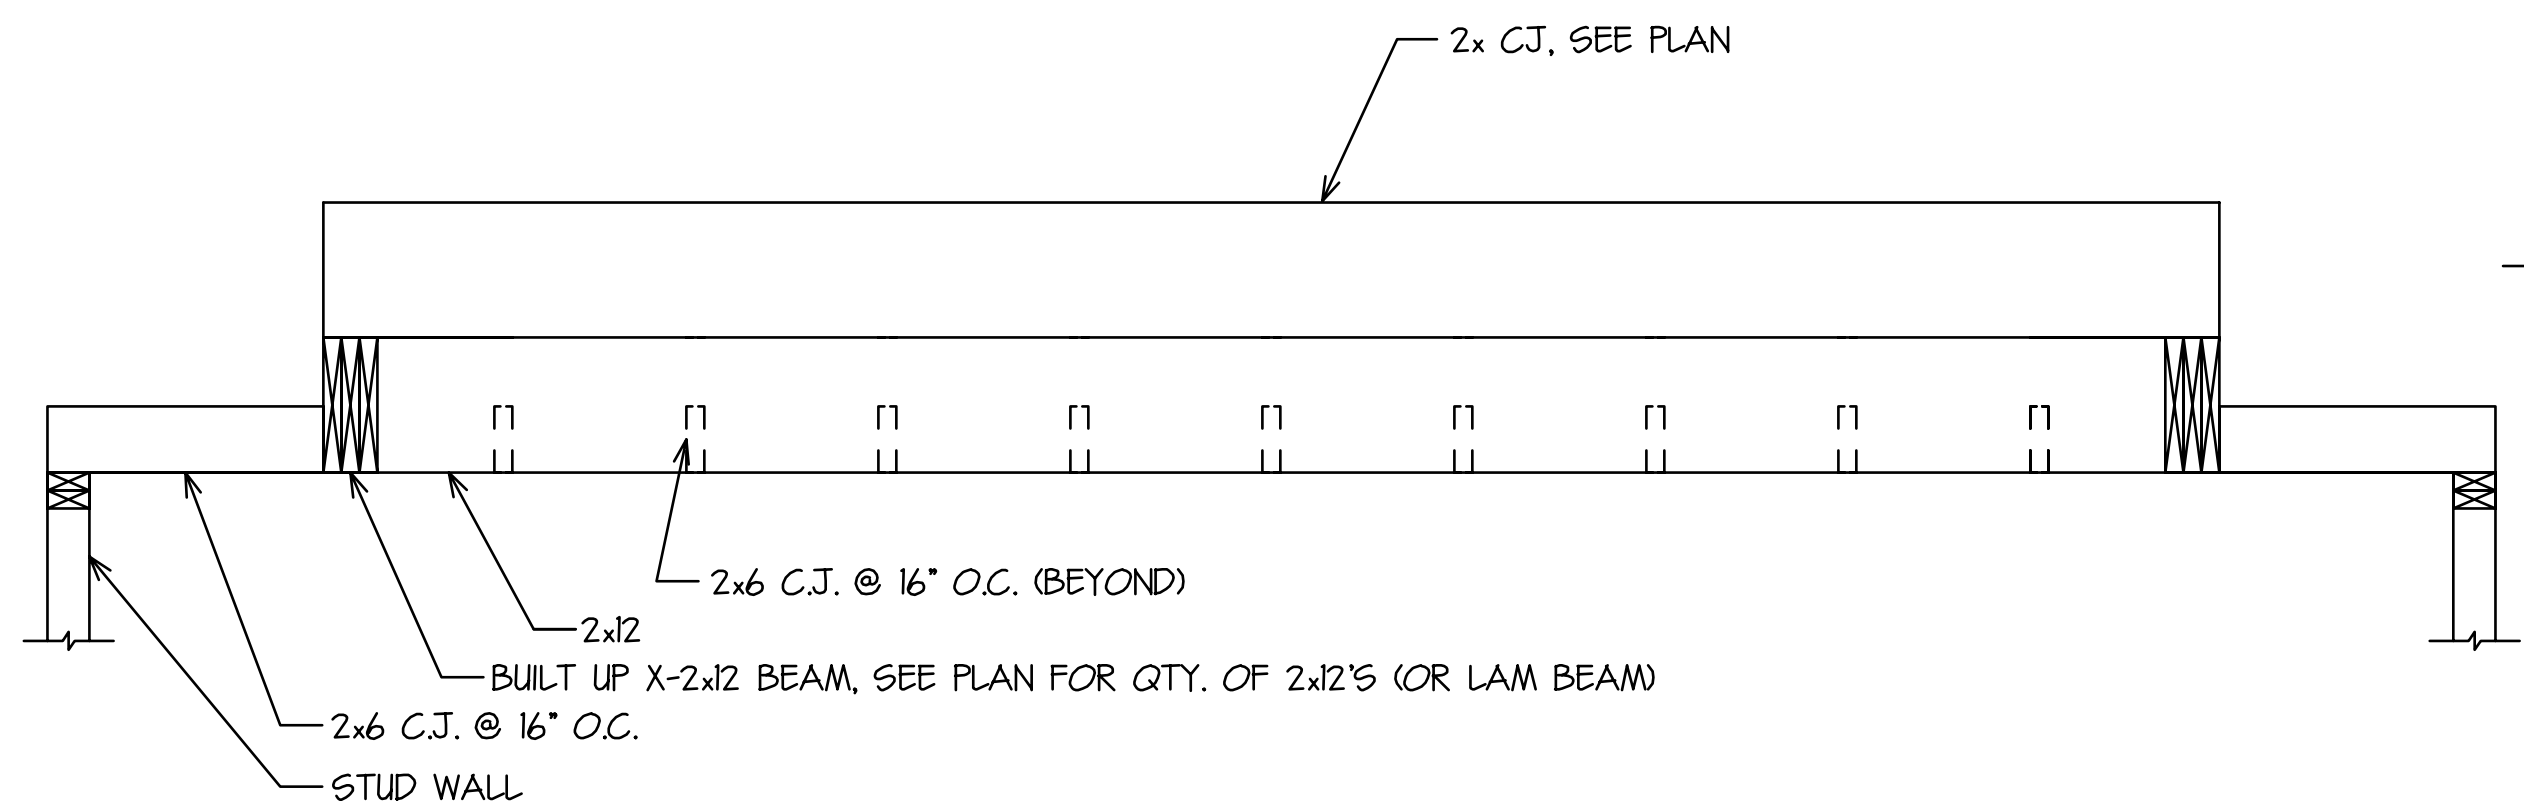 2x CJ, SEE PLAN
2x6 C.J. @ 16" O.C. (BEYOND)
2x12
BUILT UP X-2x12 BEAM, SEE PLAN FOR QTY. OF 2x12'S (OR LAM BEAM)
2x6 C.J. @ 16" O.C.
STUD WALL